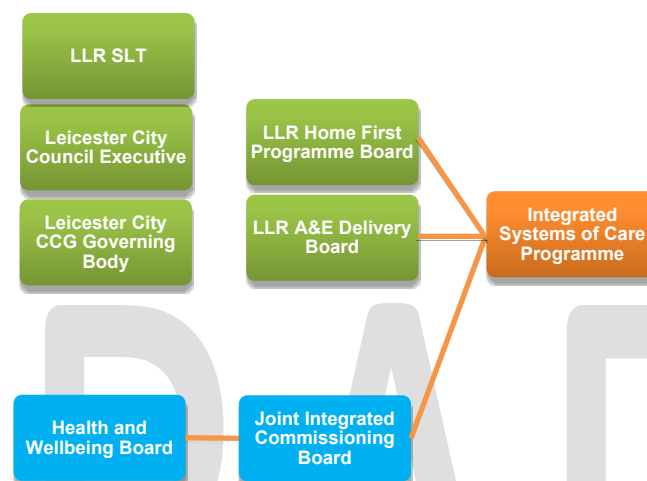 LLR SLT
Leicester City
Council Executive
Leicester City
CCG Governing
Body
LLR Home First
Programme Board
LLR A&E Delivery
Board
Integrated
Systems of Care
Programme
Health and
Wellbeing Board
Joint Integrated
Commissioning
Board